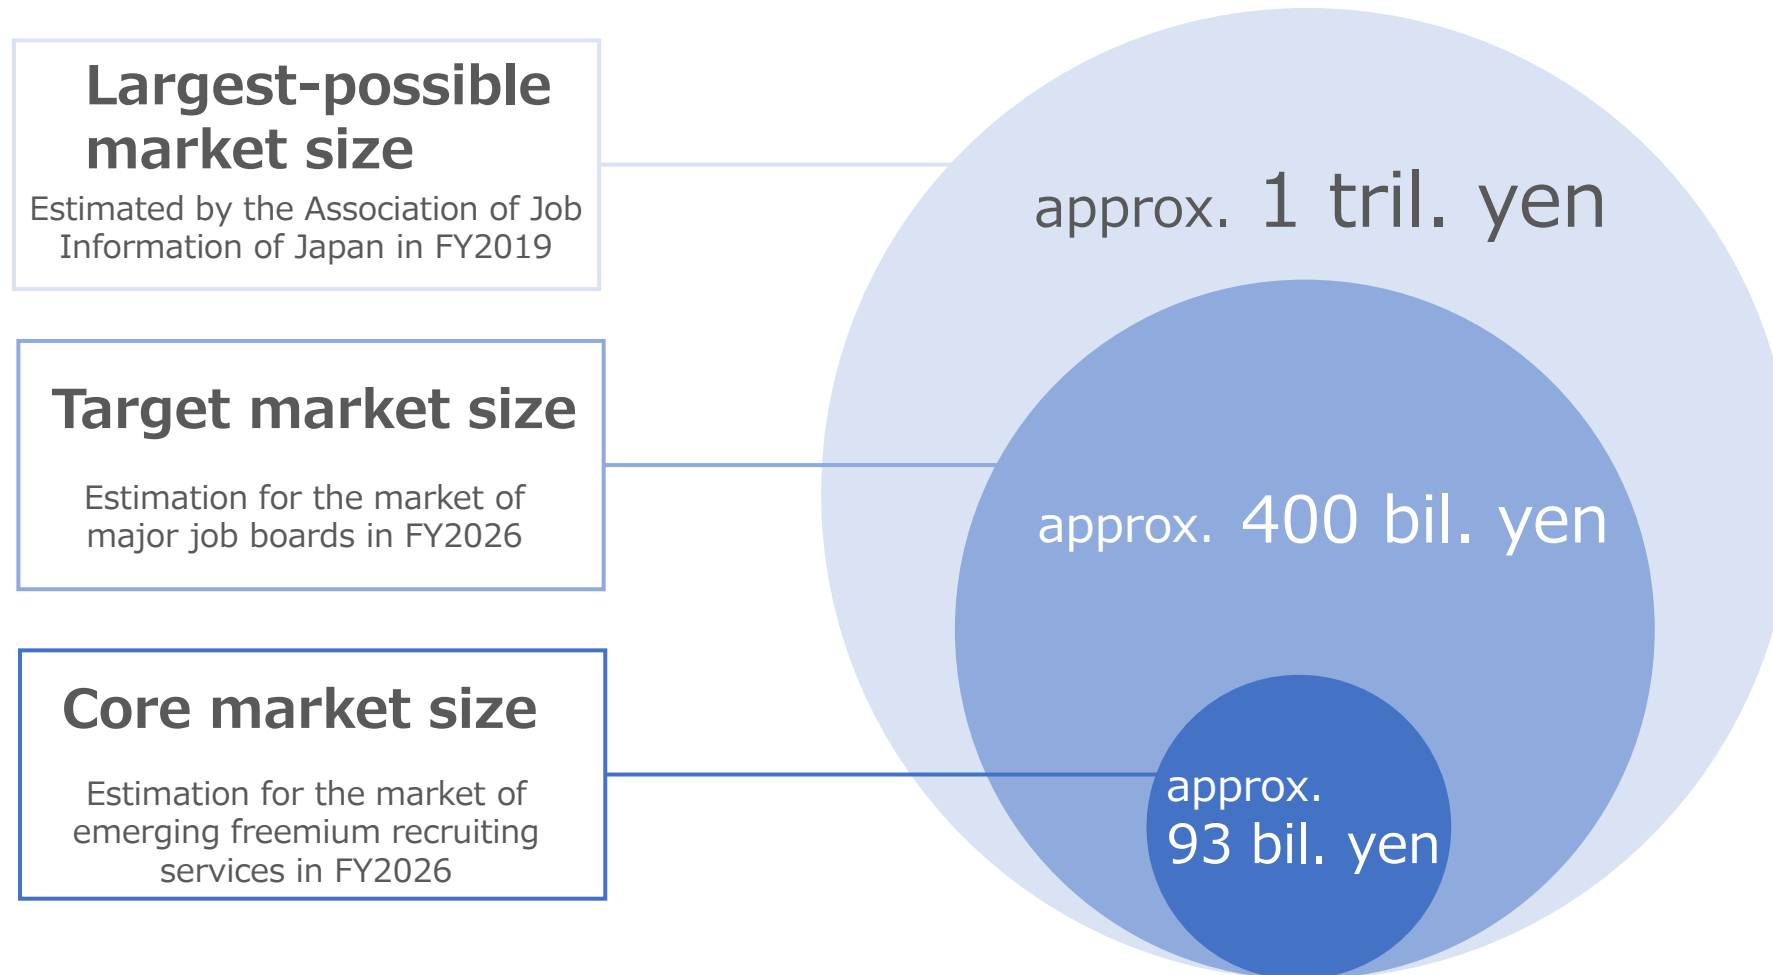 Largest-possible
market size
Estimated by the Association of Job
Information of Japan in FY2019
approx. 1 tril. yen
Target market size
Estimation for the market of
major job boards in FY2026
approx. 400 bil. yen
Core market size
Estimation for the market of
emerging freemium recruiting
services in FY2026
approx.
93 bil. yen